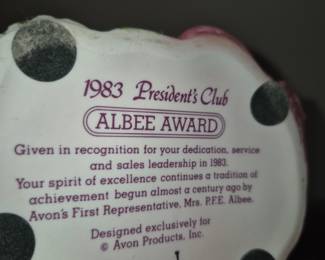 1983 President's Club
ALBEE AWARD
Given in recognition for your dedication, service
and sales leadership in 1983.
Your spirit of excellence continues a tradition of
achievement begun almost a century ago by
Avon's First Representative, Mrs. P.F.E. Albee.
Designed exclusively for
© Avon Products, Inc.